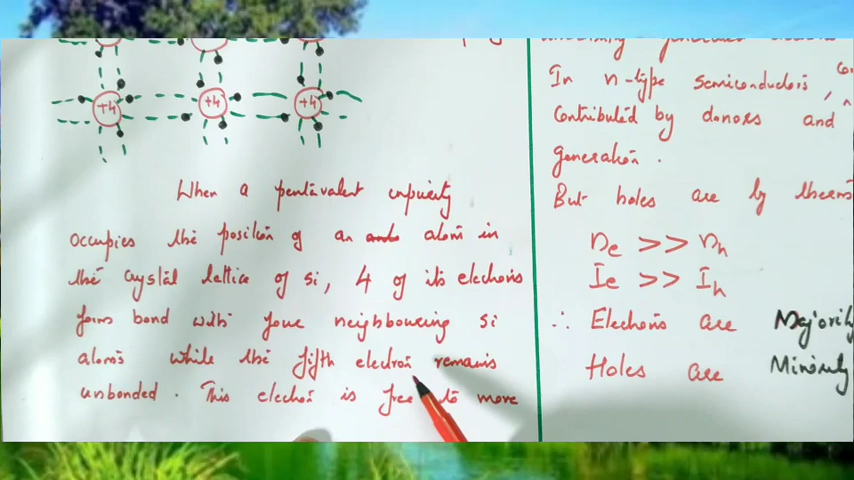 +4 +4 +4
When a pentavalent impurity
occupies the position of an atom in
the crystal lattice of Si, 4 of its electrons
form bond with four neighbouring Si
atoms while the fifth electron remains
unbonded. This electron is free to move
In n-type semiconductors,
Contributed by donors and
generation.
But holes are by therm
ne >> nh
Ie >> Ih
∴ Electrons are Majority
Holes are Minority